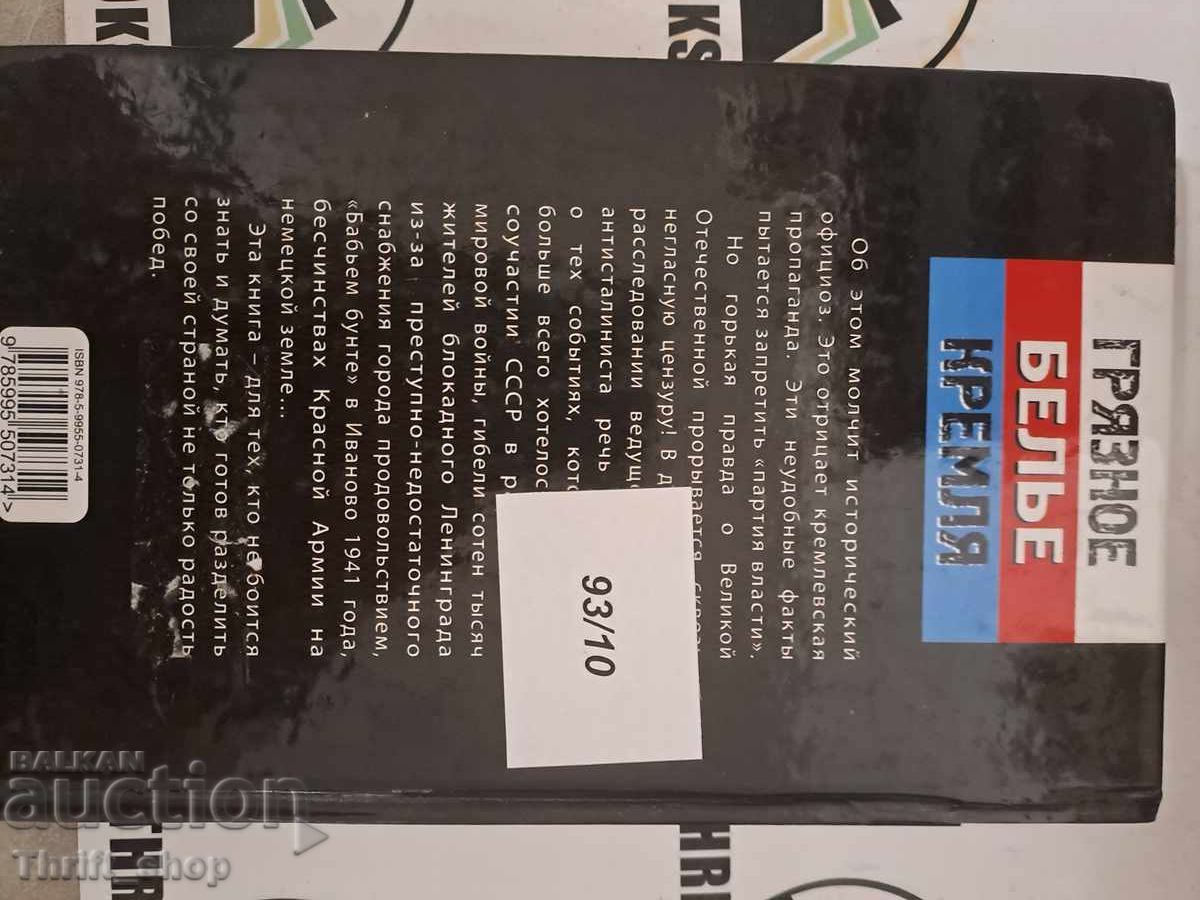 ГРЯЗНОЕ
БЕЛЬЕ
КРЕМЛЯ
Об этом молчит исторический
официоз. Это отрицает кремлевская
пропаганда. Эти неудобные факты
пытается запретить «партия власти».
Но горькая правда о Великой
Отечественной прорывается
негласную цензуру! В
расследовании
антисталиниста речь
о тех событиях,
больше всего
соучастии СССР в
мировой войны, гибели сотен тысяч
жителей блокадного Ленинграда
из-за преступно-недостаточного
снабжения города продовольствием,
«Бабьем бунте» в Иваново 1941 года,
бесчинствах Красной Армии на
немецкой земле...
Эта книга – для тех, кто не боится
знать и думать, кто готов разделить
со своей страной не только радость
побед.
93/10
ISBN 978-5-9955-0731-4
9 785995 507314 >
BALKAN
auction
Thrift_shop